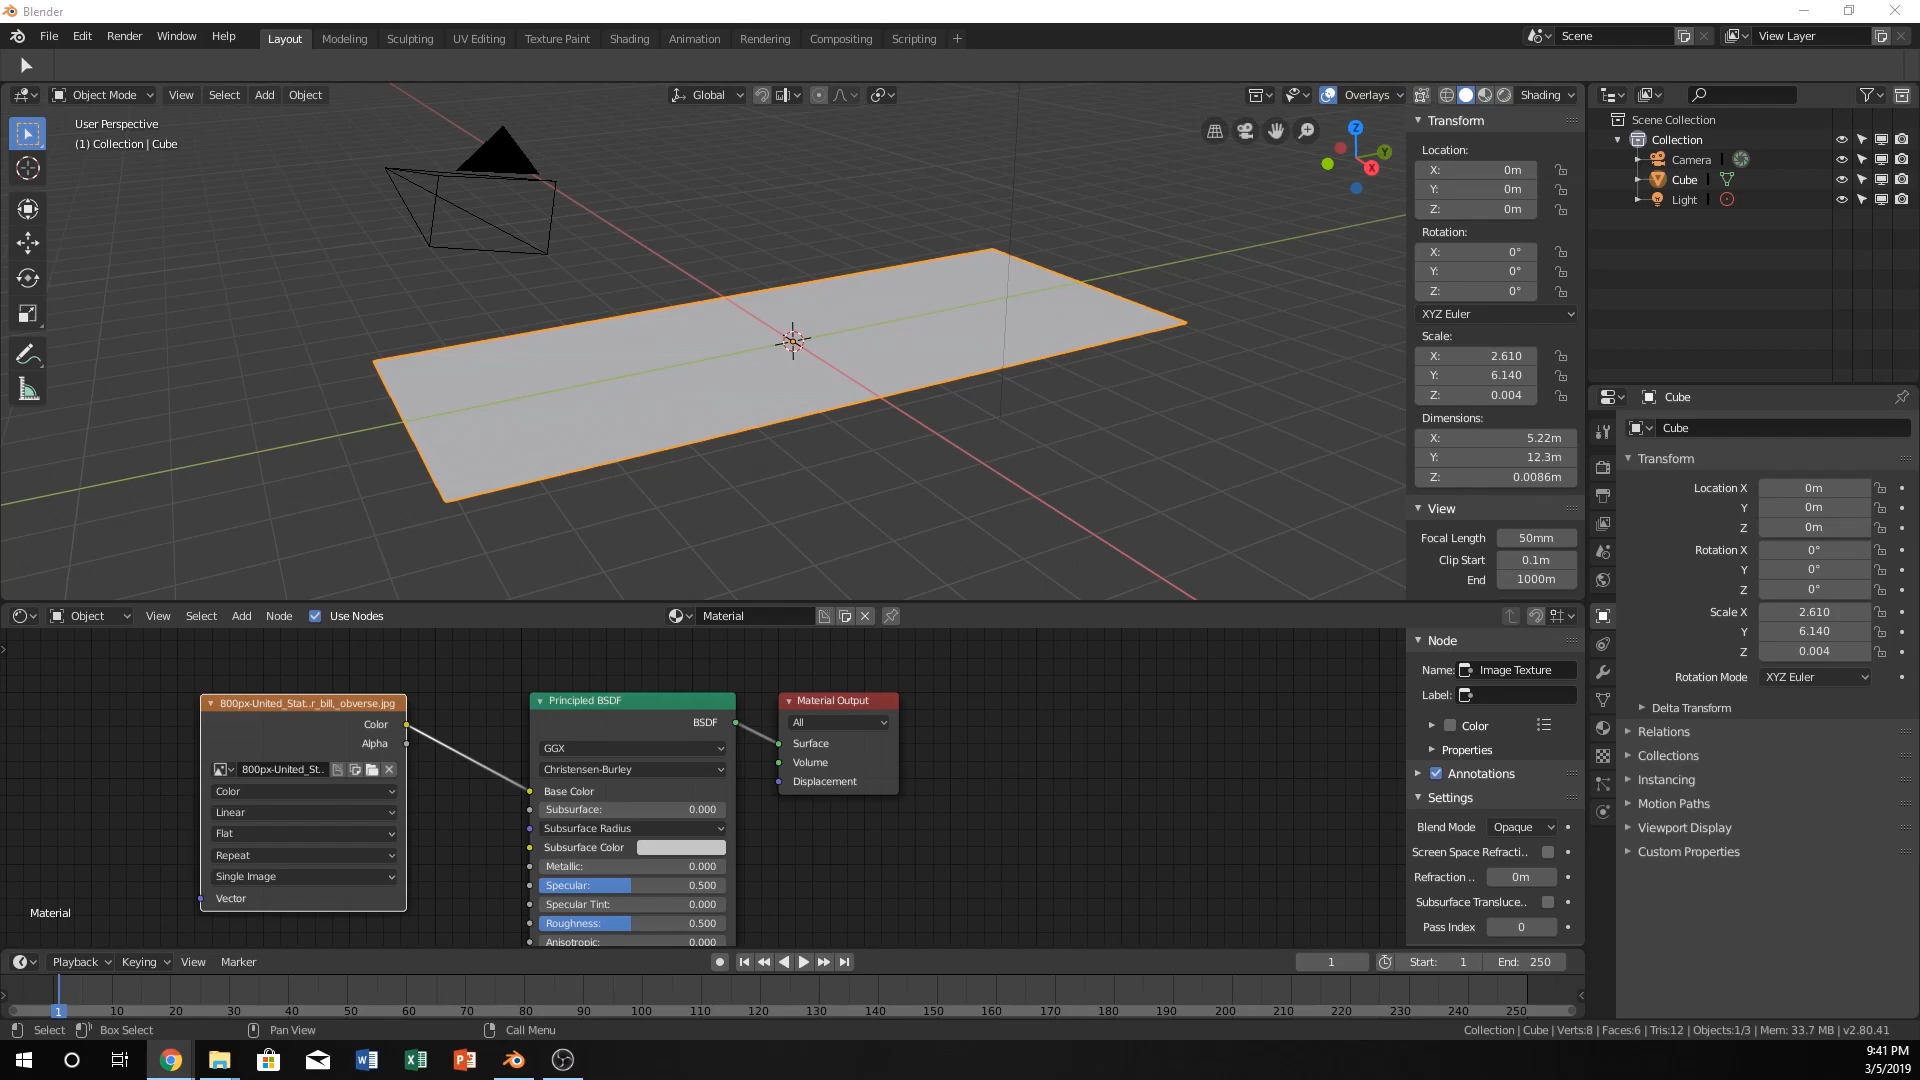 Blender
File Edit Render Window Help Layout Modeling Sculpting UV Editing Texture Paint Shading Animation Rendering Compositing Scripting + Scene View Layer
Object Mode View Select Add Object Global Overlays Shading
User Perspective
(1) Collection | Cube
Z
Y
X
Transform
Location:
X: 0m
Y: 0m
Z: 0m
Rotation:
X: 0°
Y: 0°
Z: 0°
XYZ Euler
Scale:
X: 2.610
Y: 6.140
Z: 0.004
Dimensions:
X: 5.22m
Y: 12.3m
Z: 0.0086m
View
Focal Length 50mm
Clip Start 0.1m
End 1000m
Scene Collection
Collection
Camera
Cube
Light
Cube
Cube
Transform
Location X 0m
Y 0m
Z 0m
Rotation X 0°
Y 0°
Z 0°
Scale X 2.610
Y 6.140
Z 0.004
Rotation Mode XYZ Euler
Delta Transform
Relations
Collections
Instancing
Motion Paths
Viewport Display
Custom Properties
Object View Select Add Node Use Nodes Material
800px-United_Stat..r_bill,_obverse.jpg
Color
Alpha
800px-United_St..
Color
Linear
Flat
Repeat
Single Image
Vector
Principled BSDF
BSDF
GGX
Christensen-Burley
Base Color
Subsurface: 0.000
Subsurface Radius
Subsurface Color
Metallic: 0.000
Specular: 0.500
Specular Tint: 0.000
Roughness: 0.500
Anisotropic: 0.000
Material Output
All
Surface
Volume
Displacement
Material
Node
Name: Image Texture
Label:
Color
Properties
Annotations
Settings
Blend Mode Opaque
Screen Space Refracti..
Refraction .. 0m
Subsurface Transluce..
Pass Index 0
Playback Keying View Marker 1 Start: 1 End: 250
1 10 20 30 40 50 60 70 80 90 100 110 120 130 140 150 160 170 180 190 200 210 220 230 240 250
Select Box Select Pan View Call Menu Collection | Cube | Verts:8 | Faces:6 | Tris:12 | Objects:1/3 | Mem: 33.7 MB | v2.80.41
9:41 PM
3/5/2019